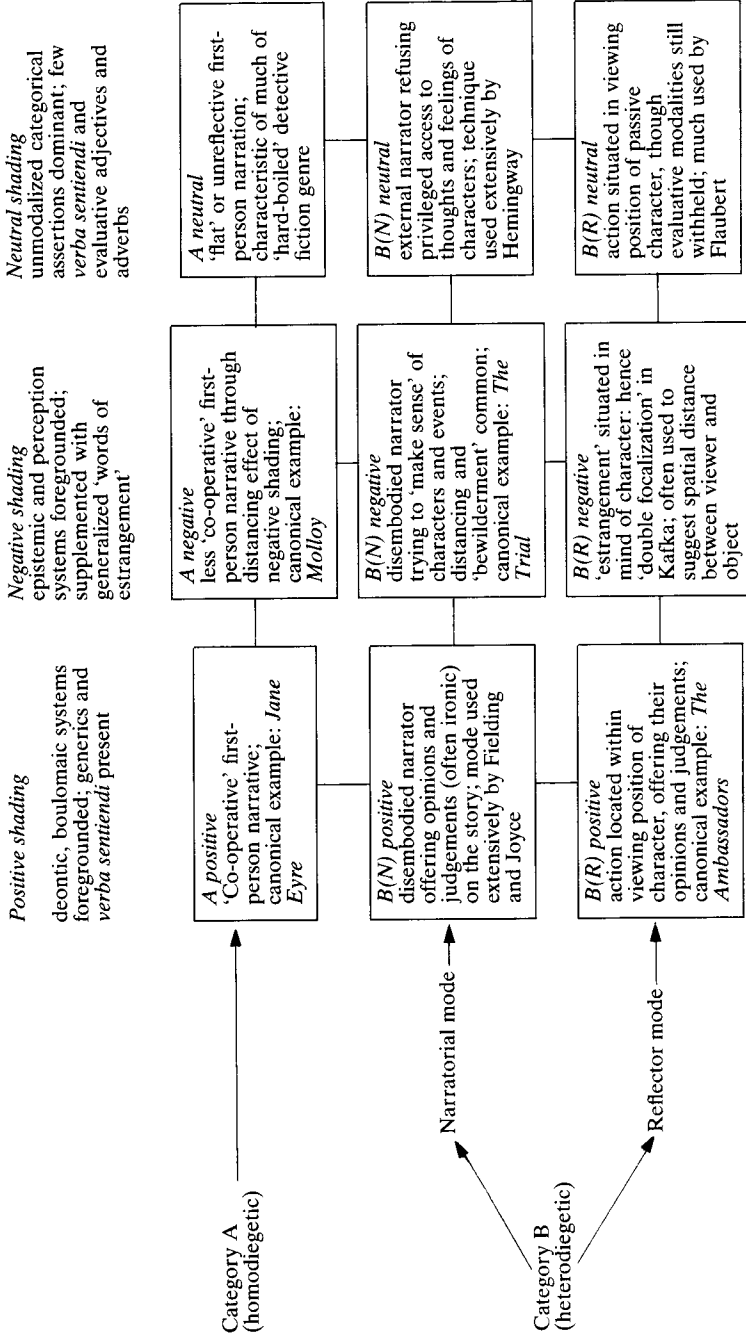 Positive shading
deontic, boulomaic systems
foregrounded; generics and
verba sentiendi present
Negative shading
epistemic and perception
systems foregrounded;
supplemented with
generalized ‘words of
estrangement’
Neutral shading
unmodalized categorical
assertions dominant; few
verba sentiendi and
evaluative adjectives and
adverbs
Category A
(homodiegetic)
A positive
‘Co-operative’ first-
person narrative;
canonical example: Jane
Eyre
A negative
less ‘co-operative’ first-
person narrative through
distancing effect of
negative shading;
canonical example:
Molloy
A neutral
‘flat’ or unreflective first-
person narration;
characteristic of much of
‘hard-boiled’ detective
fiction genre
Category B
(heterodiegetic)
Narratorial mode
B(N) positive
disembodied narrator
offering opinions and
judgements (often ironic)
on the story; mode used
extensively by Fielding
and Joyce
B(N) negative
disembodied narrator
trying to ‘make sense’ of
characters and events;
distancing and
‘bewilderment’ common;
canonical example: The
Trial
B(N) neutral
external narrator refusing
privileged access to
thoughts and feelings of
characters; technique
used extensively by
Hemingway
Reflector mode
B(R) positive
action located within
viewing position of
character, offering their
opinions and judgements;
canonical example: The
Ambassadors
B(R) negative
‘estrangement’ situated in
mind of character: hence
‘double focalization’ in
Kafka; often used to
suggest spatial distance
between viewer and
object
B(R) neutral
action situated in viewing
position of passive
character, though
evaluative modalities still
withheld; much used by
Flaubert